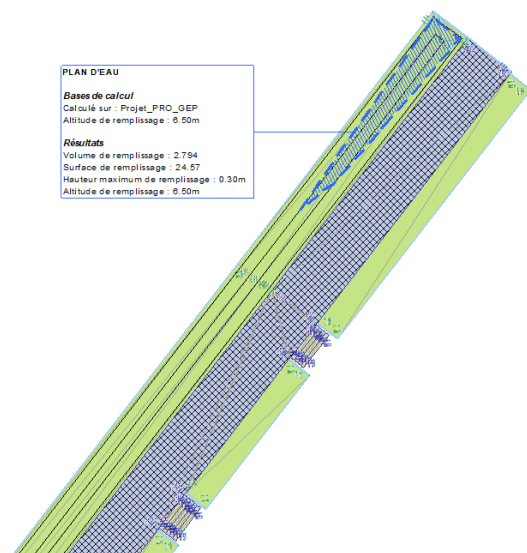 PLAN D'EAU
Bases de calcul
Calculé sur : Projet_PRO_GEP
Altitude de remplissage : 6.50m
Résultats
Volume de remplissage : 2.794
Surface de remplissage : 24.57
Hauteur maximum de remplissage : 0.30m
Altitude de remplissage : 6.50m